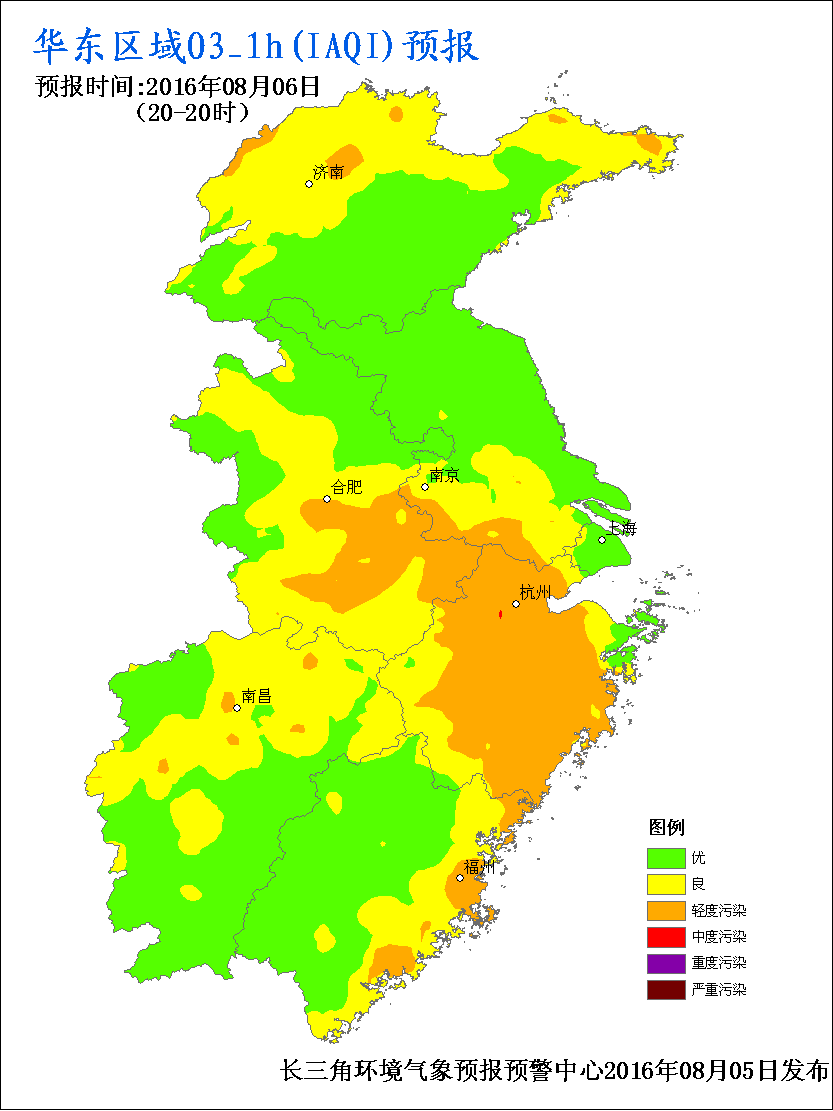 华东区域O3_1h(IAQI)预报
预报时间:2016年08月06日
(20-20时)
济南
合肥
南京
上海
杭州
南昌
福州
图例
优
良
轻度污染
中度污染
重度污染
严重污染
长三角环境气象预报预警中心2016年08月05日发布